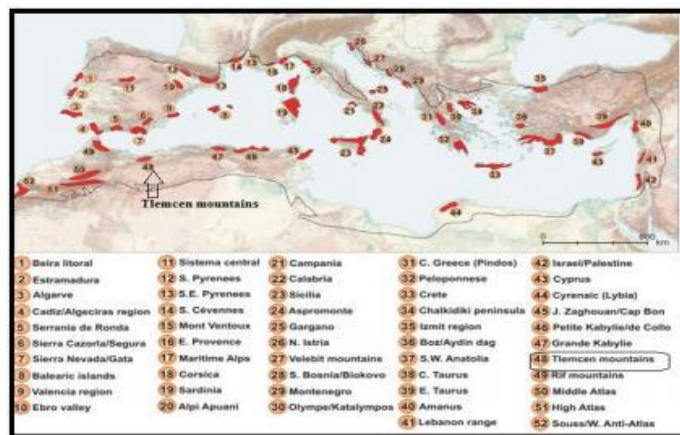 Tlemcen mountains
0 600
km
1 Beira litoral
2 Estramadura
3 Algarve
4 Cadiz/Algeciras region
5 Serrania de Ronda
6 Sierra Cazorla/Segura
7 Sierra Nevada/Gata
8 Balearic islands
9 Valencia region
10 Ebro valley
11 Sistema central
12 S. Pyrenees
13 S.E. Pyrenees
14 S. Cévennes
15 Mont Ventoux
16 E. Provence
17 Maritime Alps
18 Corsica
19 Sardinia
20 Alpi Apuani
21 Campania
22 Calabria
23 Sicilia
24 Aspromonte
25 Gargano
26 N. Istria
27 Velebit mountains
28 S. Bosnia/Biokovo
29 Montenegro
30 Olympe/Katalympos
31 C. Greece (Pindos)
32 Peloponnese
33 Crete
34 Chalkidiki peninsula
35 Izmit region
36 Boz/Aydin dag
37 S.W. Anatolia
38 C. Taurus
39 E. Taurus
40 Amanus
41 Lebanon range
42 Israel/Palestine
43 Cyprus
44 Cyrenaic (Lybia)
45 J. Zaghouan/Cap Bon
46 Petite Kabylie/de Collo
47 Grande Kabylie
48 Tlemcen mountains
49 Rif mountains
50 Middle Atlas
51 High Atlas
52 Souss/W. Anti-Atlas